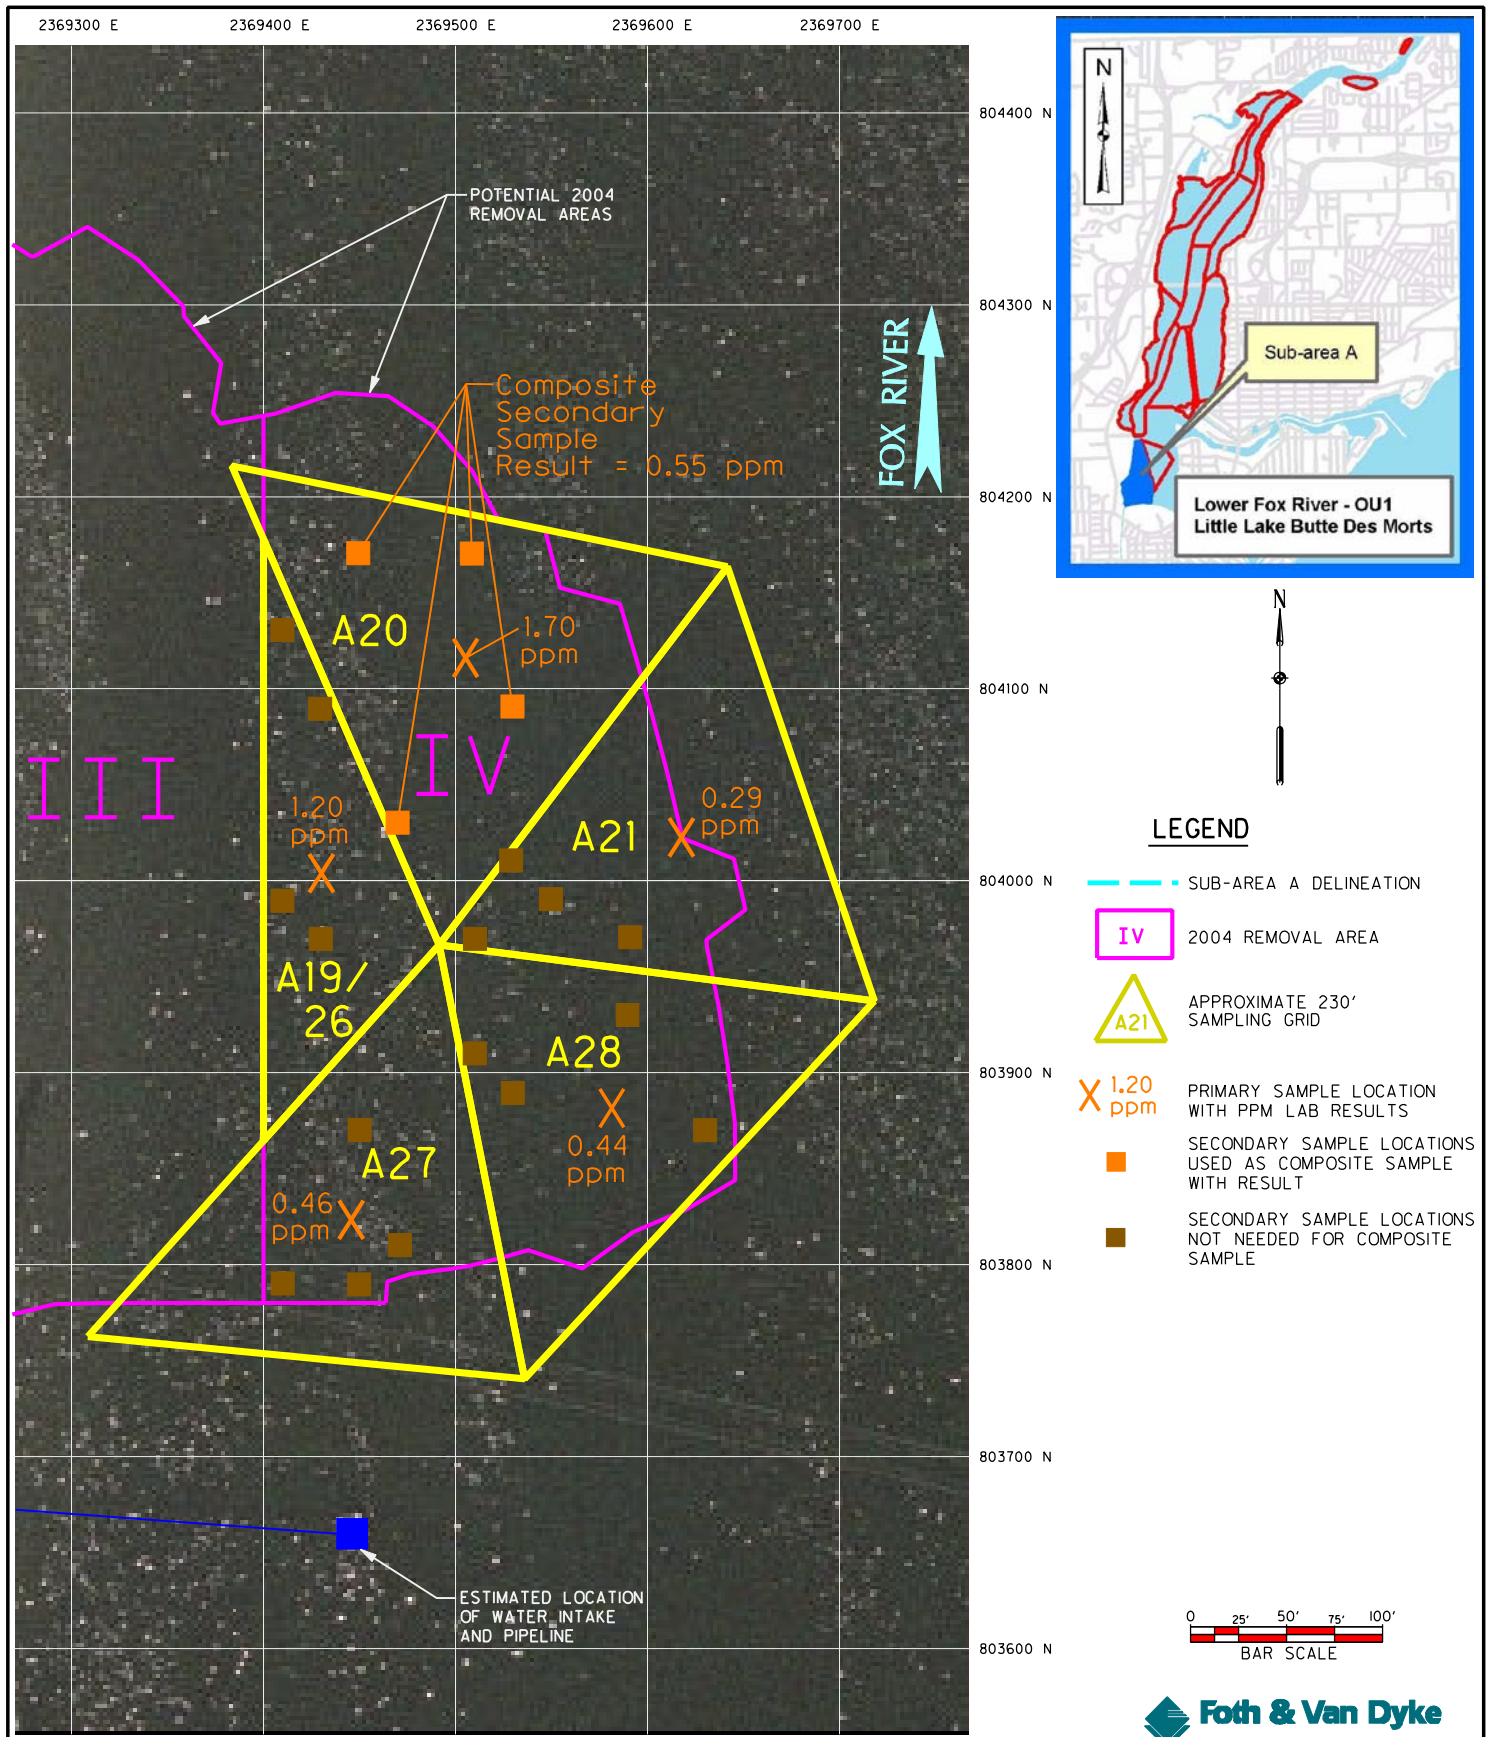 2369300 E
2369400 E
2369500 E
2369600 E
2369700 E
804400 N
804300 N
804200 N
804100 N
804000 N
803900 N
803800 N
803700 N
803600 N
POTENTIAL 2004
REMOVAL AREAS
Composite
Secondary
Sample
Result = 0.55 ppm
FOX RIVER
A20
1.70
ppm
III
IV
1.20
ppm
A21
0.29
ppm
A19/
26
A28
0.44
ppm
A27
0.46
ppm
ESTIMATED LOCATION
OF WATER INTAKE
AND PIPELINE
N
Sub-area A
Lower Fox River - OU1
Little Lake Butte Des Morts
N
LEGEND
SUB-AREA A DELINEATION
IV
2004 REMOVAL AREA
A21
APPROXIMATE 230'
SAMPLING GRID
1.20
ppm
PRIMARY SAMPLE LOCATION
WITH PPM LAB RESULTS
SECONDARY SAMPLE LOCATIONS
USED AS COMPOSITE SAMPLE
WITH RESULT
SECONDARY SAMPLE LOCATIONS
NOT NEEDED FOR COMPOSITE
SAMPLE
0 25' 50' 75' 100'
BAR SCALE
Foth & Van Dyke